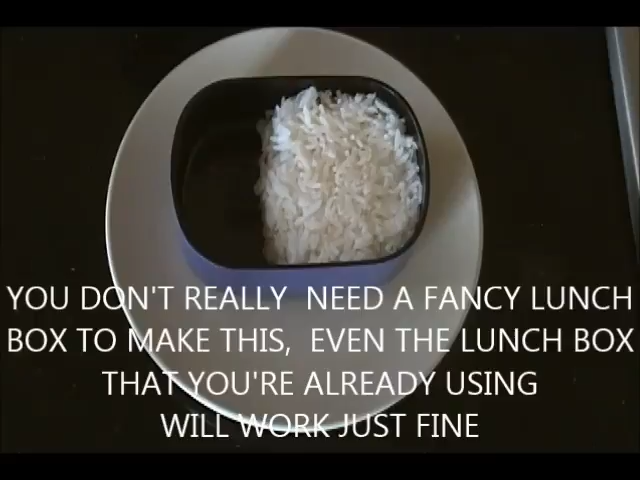 YOU DON'T REALLY  NEED A FANCY LUNCH
BOX TO MAKE THIS,  EVEN THE LUNCH BOX
THAT YOU'RE ALREADY USING
WILL WORK JUST FINE